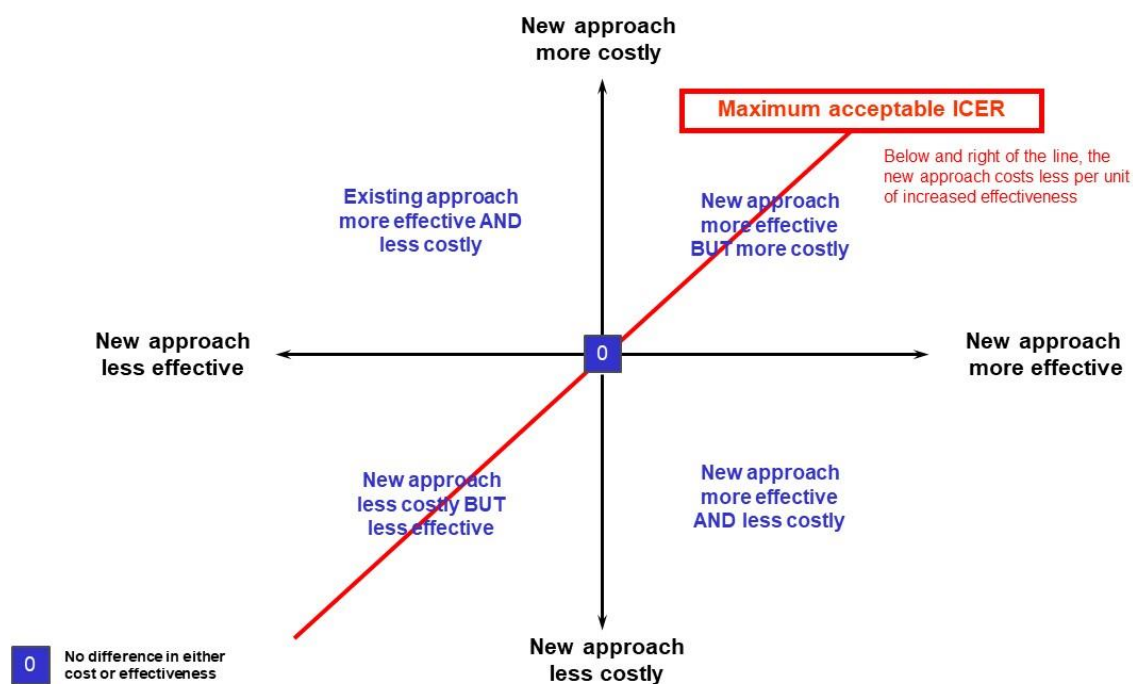 New approach
more costly
Maximum acceptable ICER
Below and right of the line, the
new approach costs less per unit
of increased effectiveness
Existing approach
more effective AND
less costly
New approach
more effective
BUT more costly
New approach
less effective
0
New approach
more effective
New approach
less costly BUT
less effective
New approach
more effective
AND less costly
New approach
less costly
0
No difference in either
cost or effectiveness